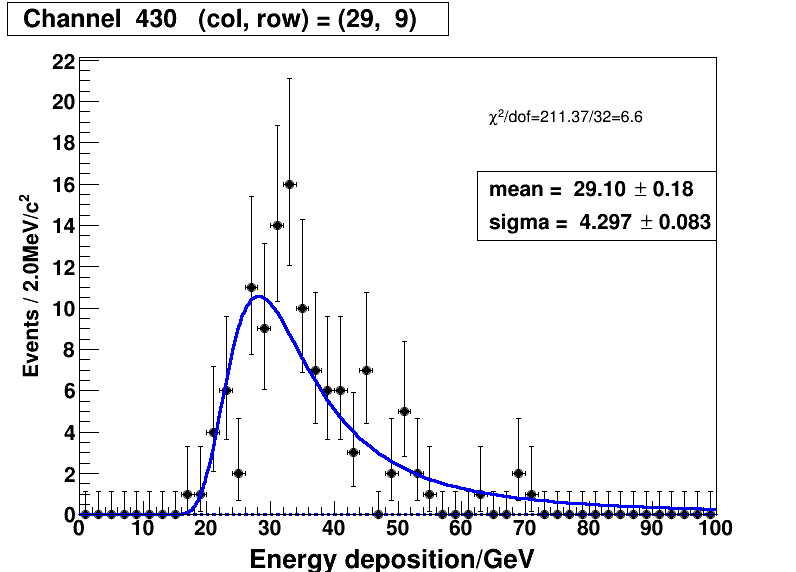 Channel 430 (col, row) = (29, 9)
χ²/dof=211.37/32=6.6
mean = 29.10 ± 0.18
sigma = 4.297 ± 0.083
Events / 2.0MeV/c²
22
20
18
16
14
12
10
8
6
4
2
0
0 10 20 30 40 50 60 70 80 90 100
Energy deposition/GeV